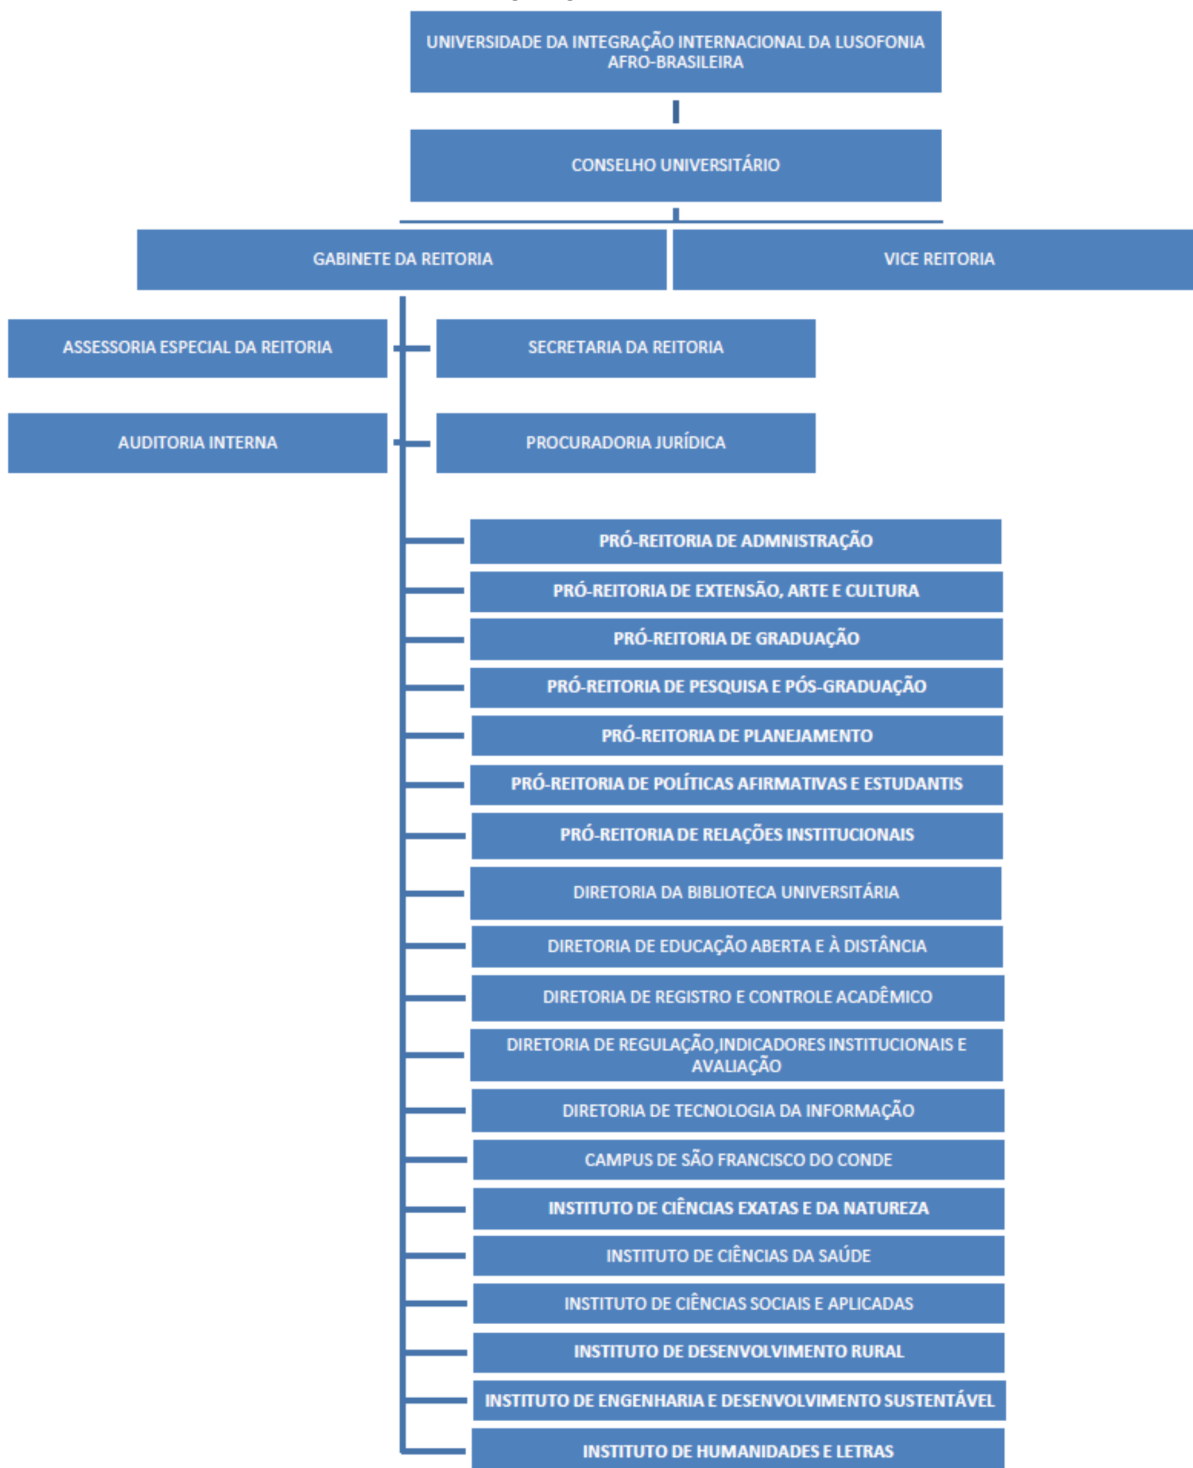 UNIVERSIDADE DA INTEGRAÇÃO INTERNACIONAL DA LUSOFONIA
AFRO-BRASILEIRA
CONSELHO UNIVERSITÁRIO
GABINETE DA REITORIA
VICE REITORIA
ASSESSORIA ESPECIAL DA REITORIA
SECRETARIA DA REITORIA
AUDITORIA INTERNA
PROCURADORIA JURÍDICA
PRÓ-REITORIA DE ADMNISTRAÇÃO
PRÓ-REITORIA DE EXTENSÃO, ARTE E CULTURA
PRÓ-REITORIA DE GRADUAÇÃO
PRÓ-REITORIA DE PESQUISA E PÓS-GRADUAÇÃO
PRÓ-REITORIA DE PLANEJAMENTO
PRÓ-REITORIA DE POLÍTICAS AFIRMATIVAS E ESTUDANTIS
PRÓ-REITORIA DE RELAÇÕES INSTITUCIONAIS
DIRETORIA DA BIBLIOTECA UNIVERSITÁRIA
DIRETORIA DE EDUCAÇÃO ABERTA E À DISTÂNCIA
DIRETORIA DE REGISTRO E CONTROLE ACADÊMICO
DIRETORIA DE REGULAÇÃO,INDICADORES INSTITUCIONAIS E
AVALIAÇÃO
DIRETORIA DE TECNOLOGIA DA INFORMAÇÃO
CAMPUS DE SÃO FRANCISCO DO CONDE
INSTITUTO DE CIÊNCIAS EXATAS E DA NATUREZA
INSTITUTO DE CIÊNCIAS DA SAÚDE
INSTITUTO DE CIÊNCIAS SOCIAIS E APLICADAS
INSTITUTO DE DESENVOLVIMENTO RURAL
INSTITUTO DE ENGENHARIA E DESENVOLVIMENTO SUSTENTÁVEL
INSTITUTO DE HUMANIDADES E LETRAS